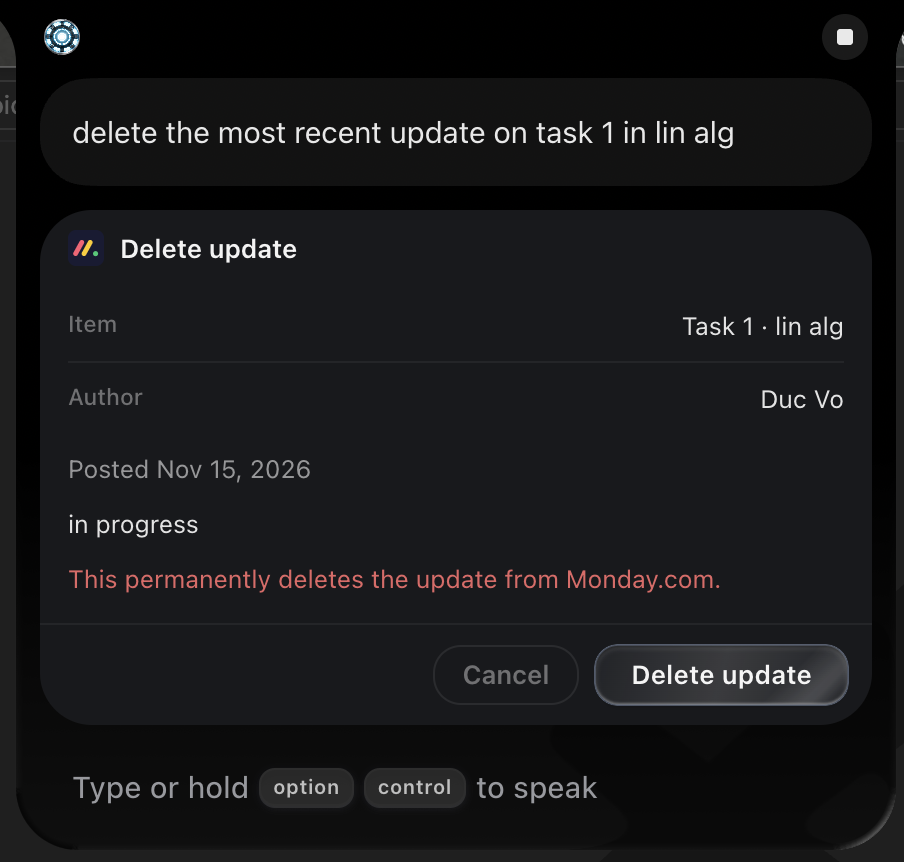 delete the most recent update on task 1 in lin alg
Delete update
Item
Task 1 · lin alg
Author
Duc Vo
Posted Nov 15, 2026
in progress
This permanently deletes the update from Monday.com.
Cancel
Delete update
Type or hold option control to speak